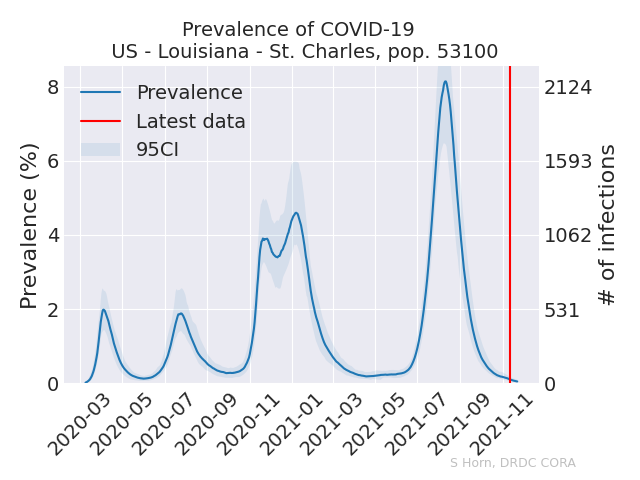 Prevalence of COVID-19
US - Louisiana - St. Charles, pop. 53100
Prevalence
Latest data
95CI
Prevalence (%)
8
6
4
2
0
2124
1593
1062
531
0
# of infections
2020-03
2020-05
2020-07
2020-09
2020-11
2021-01
2021-03
2021-05
2021-07
2021-09
2021-11
S Horn, DRDC CORA